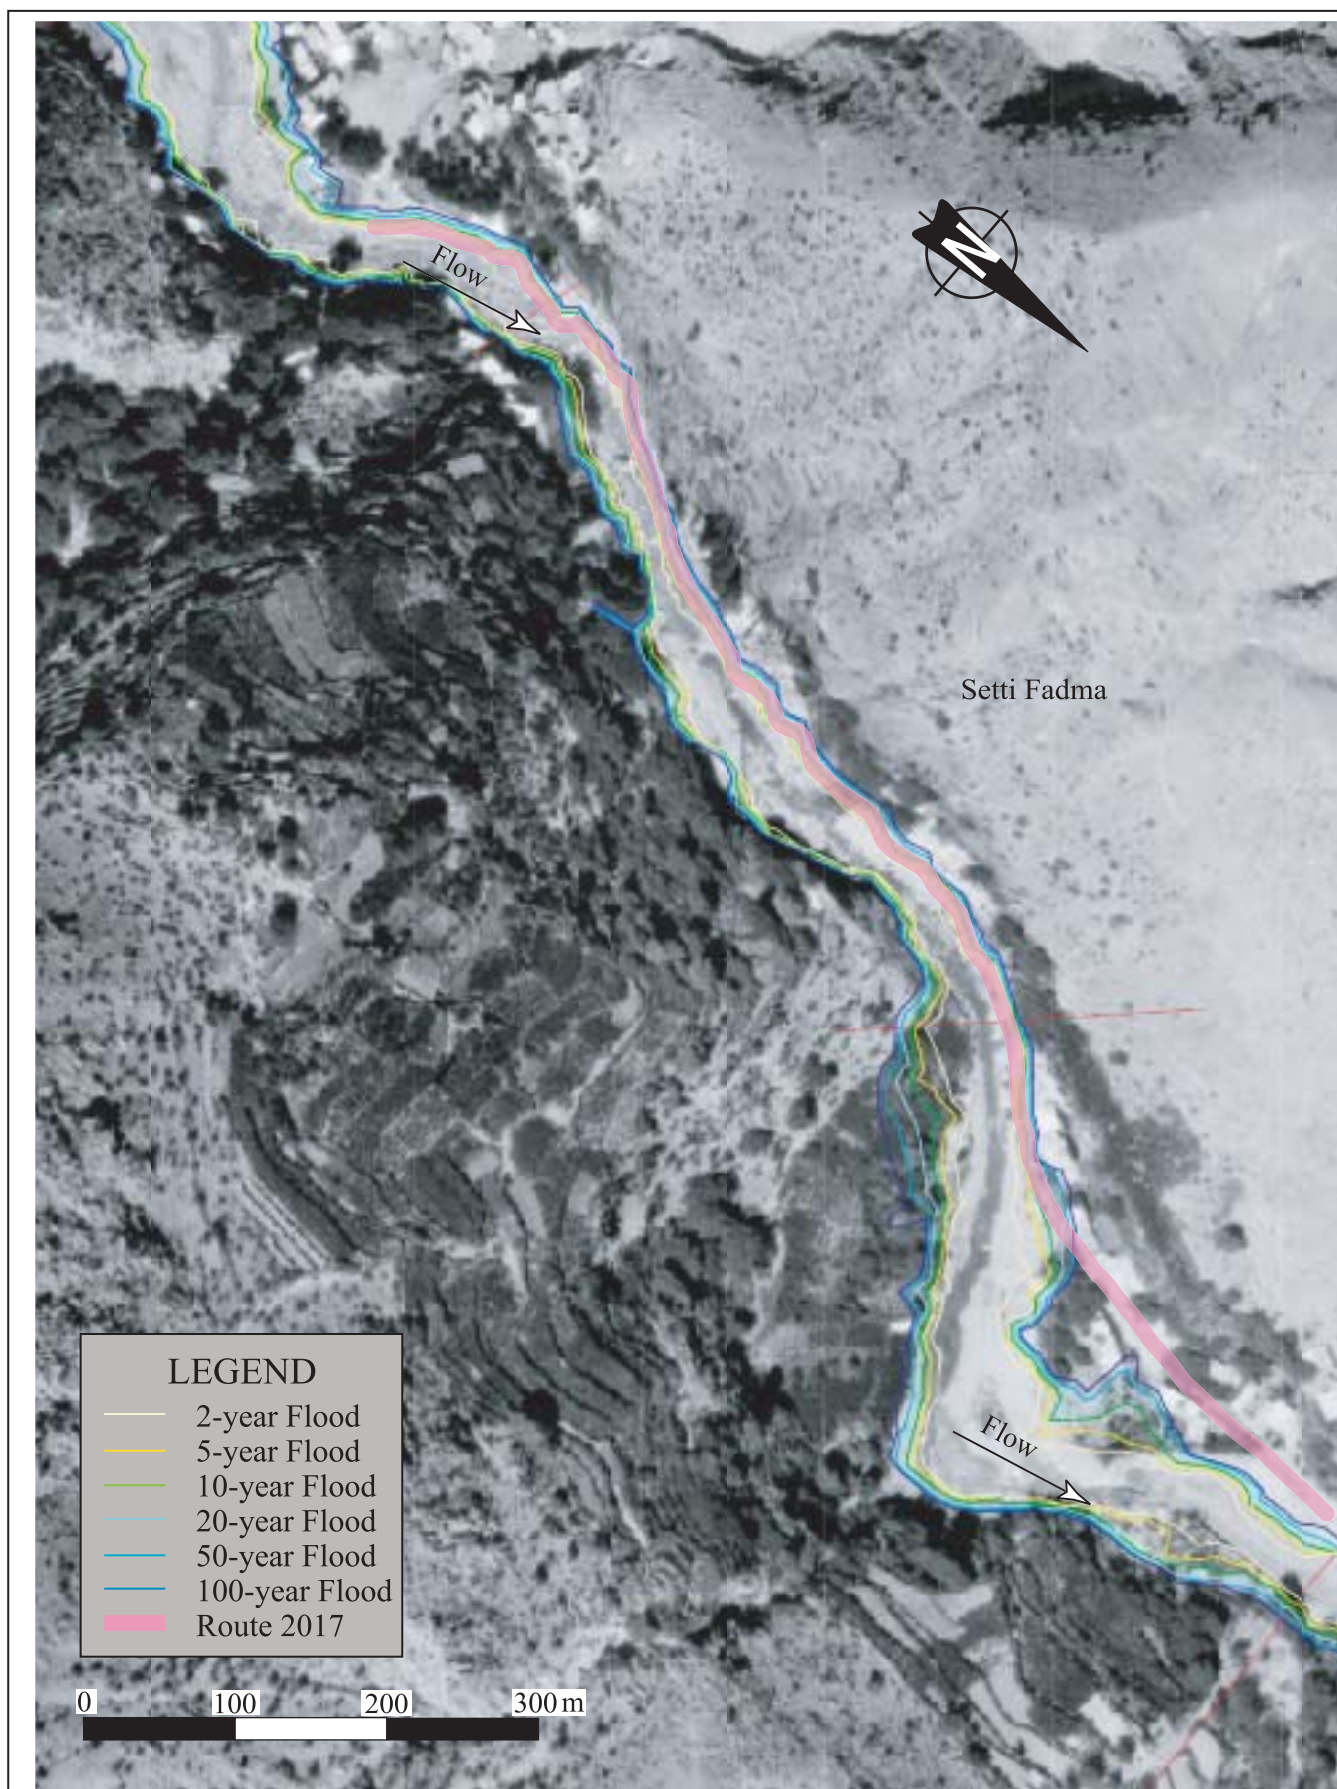 N
Flow
Setti Fadma
Flow
LEGEND
2-year Flood
5-year Flood
10-year Flood
20-year Flood
50-year Flood
100-year Flood
Route 2017
0 100 200 300 m